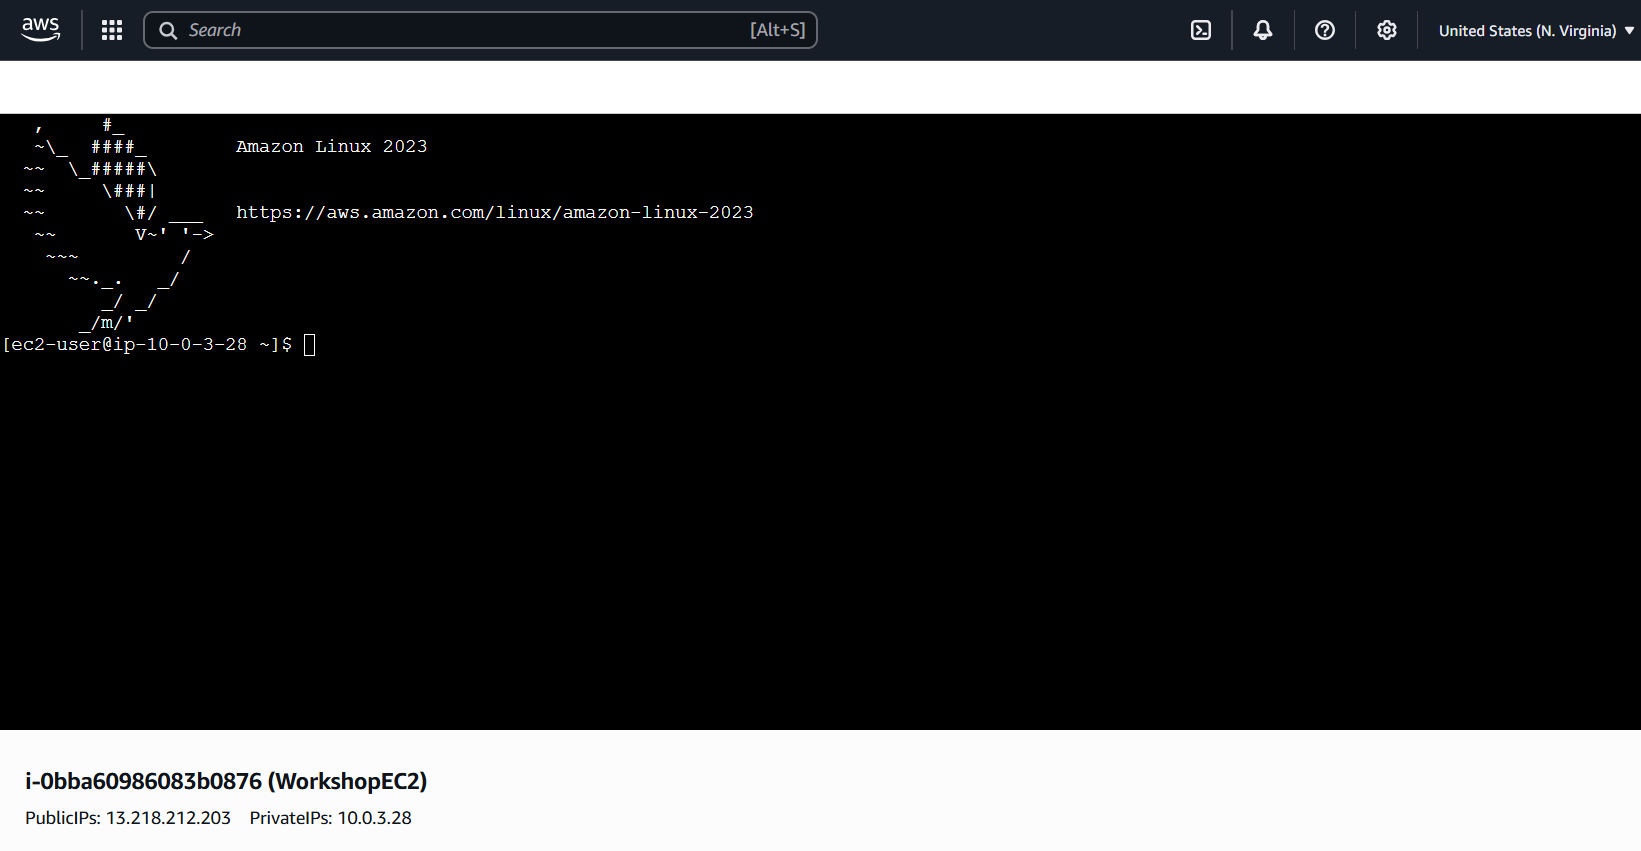 aws
Search [Alt+S]
United States (N. Virginia)
   ,     #_
   ~\_  ####_        Amazon Linux 2023
  ~~  \_#####\
  ~~     \###|
  ~~       \#/ ___   https://aws.amazon.com/linux/amazon-linux-2023
   ~~       V~' '->
    ~~~         /
      ~~._.   _/
         _/ _/
       _/m/'
[ec2-user@ip-10-0-3-28 ~]$
i-0bba60986083b0876 (WorkshopEC2)
PublicIPs: 13.218.212.203 PrivateIPs: 10.0.3.28